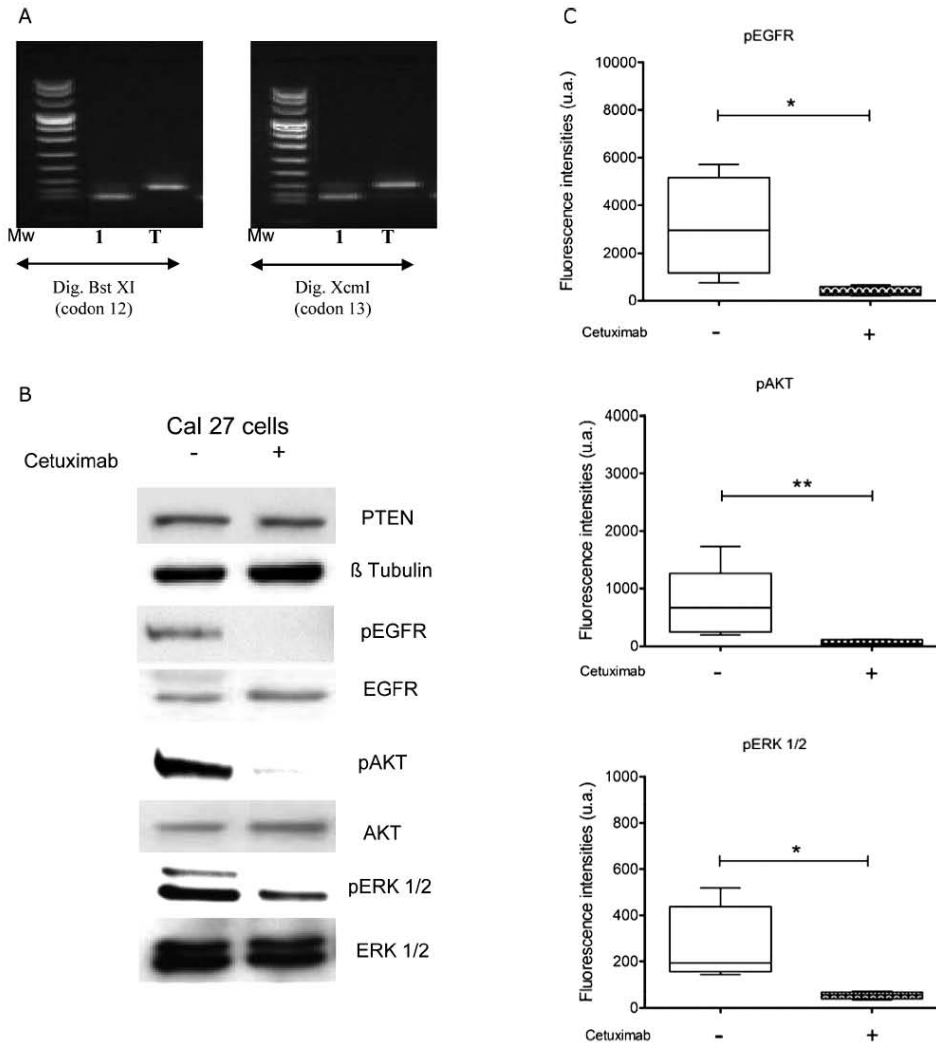 A
Mw 1 T
Dig. Bst XI
(codon 12)
Mw 1 T
Dig. XcmI
(codon 13)
B
Cal 27 cells
Cetuximab - +
PTEN
ß Tubulin
pEGFR
EGFR
pAKT
AKT
pERK 1/2
ERK 1/2
C
pEGFR
Fluorescence intensities (u.a.)
10000
8000
6000
4000
2000
0
*
Cetuximab - +
pAKT
Fluorescence intensities (u.a.)
4000
3000
2000
1000
0
**
Cetuximab - +
pERK 1/2
Fluorescence intensities (u.a.)
1000
800
600
400
200
0
*
Cetuximab - +